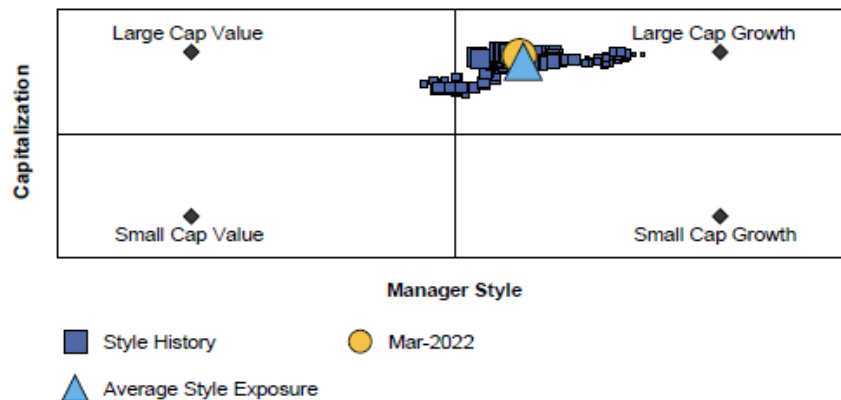 Large Cap Value
Large Cap Growth
Capitalization
Small Cap Value
Small Cap Growth
Manager Style
Style History
Mar-2022
Average Style Exposure